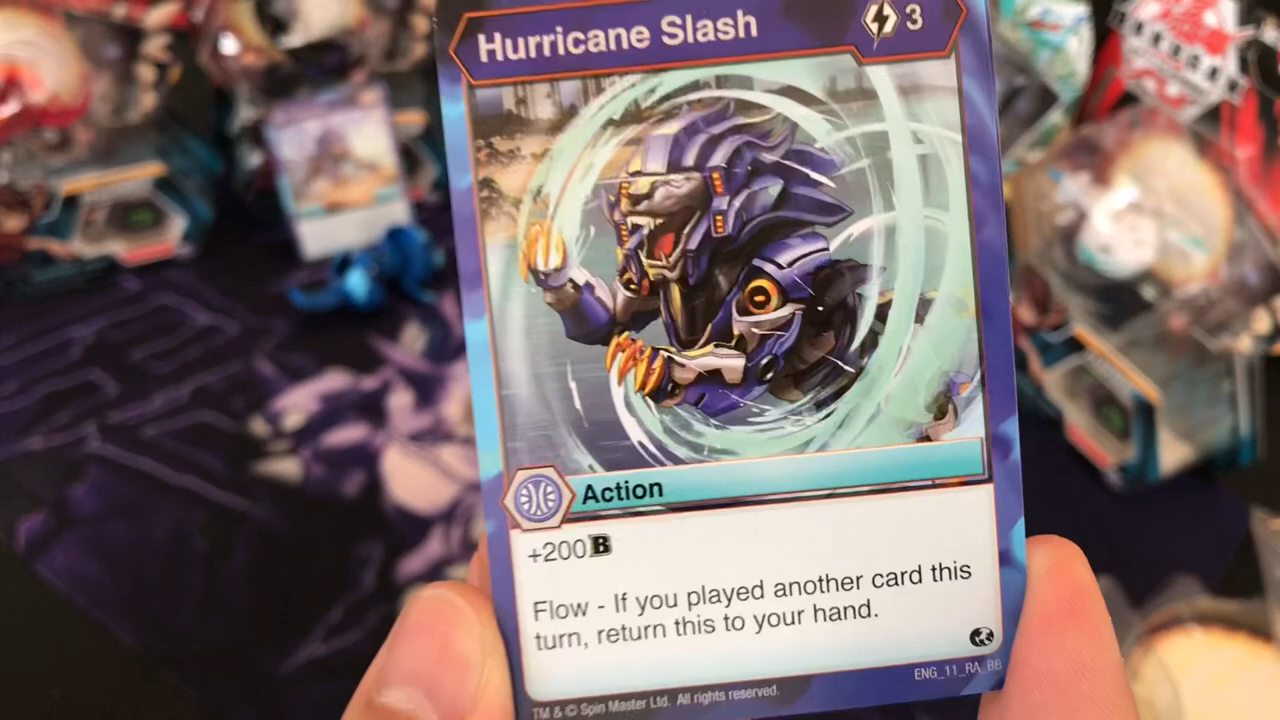 Hurricane Slash
3
Action
+200B
Flow - If you played another card this
turn, return this to your hand.
ENG_11_RA_BB
TM & © Spin Master Ltd. All rights reserved.